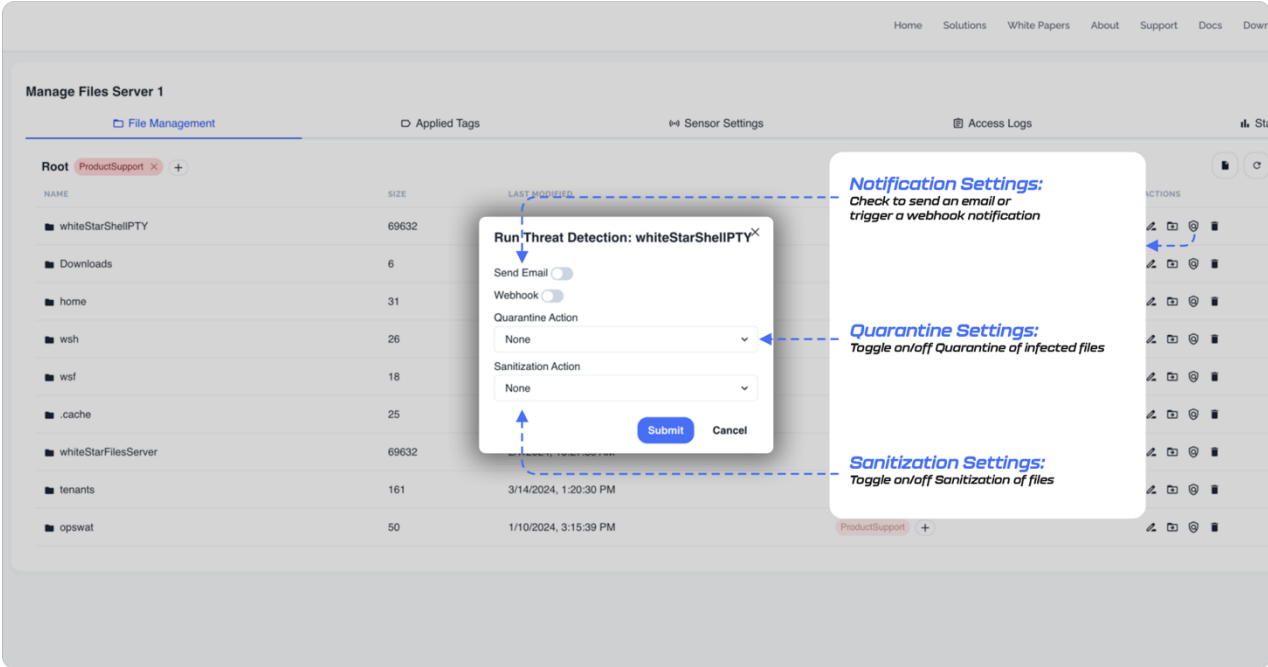 Home Solutions White Papers About Support Docs Down
Manage Files Server 1
File Management Applied Tags Sensor Settings Access Logs Sta
Root ProductSupport × +
NAME SIZE LAST MODIFIED ACTIONS
whiteStarShellPTY 69632
Downloads 6
home 31
wsh 26
wsf 18
.cache 25
whiteStarFilesServer 69632
tenants 161 3/14/2024, 1:20:30 PM
opswat 50 1/10/2024, 3:15:39 PM ProductSupport +
Run Threat Detection: whiteStarShellPTY ×
Send Email
Webhook
Quarantine Action
None
Sanitization Action
None
Submit Cancel
Notification Settings:
Check to send an email or
trigger a webhook notification
Quarantine Settings:
Toggle on/off Quarantine of infected files
Sanitization Settings:
Toggle on/off Sanitization of files